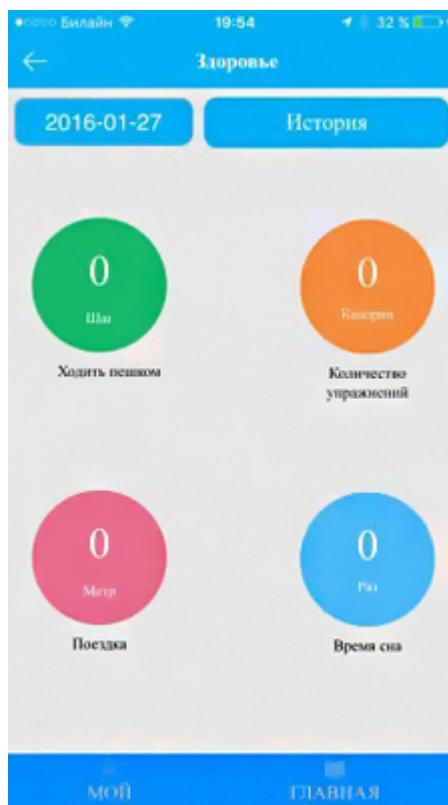 Билайн 19:54 32 %
Здоровье
2016-01-27 История
0 0
Шаг Калории
Ходить пешком Количество
упражнений
0 0
Метр Раз
Поездка Время сна
МОЙ ГЛАВНАЯ